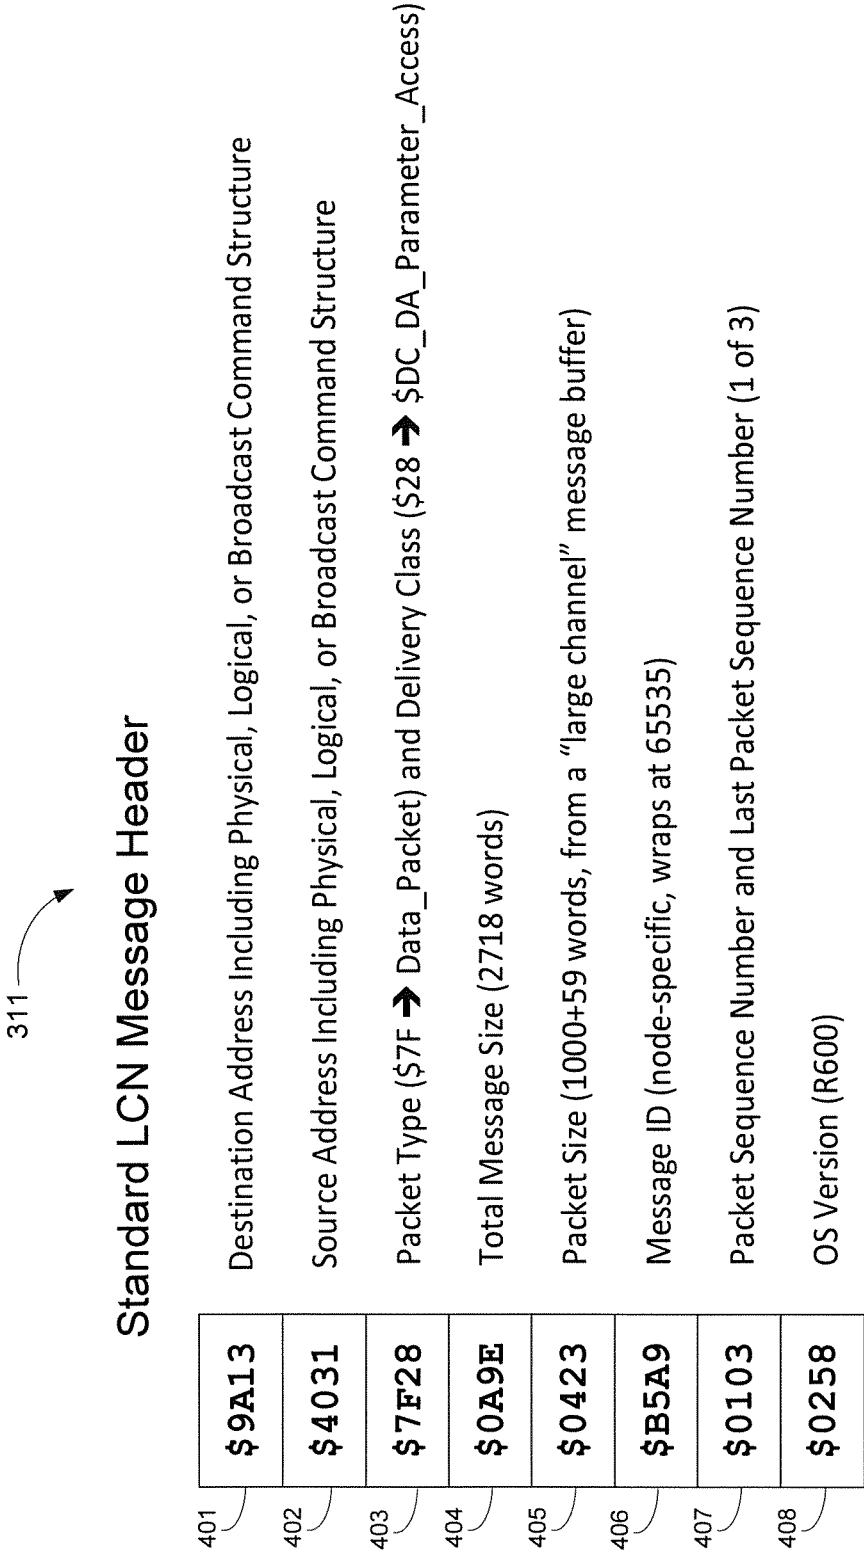 311
Standard LCN Message Header
401 $9A13 Destination Address Including Physical, Logical, or Broadcast Command Structure
402 $4031 Source Address Including Physical, Logical, or Broadcast Command Structure
403 $7F28 Packet Type ($7F ➔ Data_Packet) and Delivery Class ($28 ➔ $DC_DA_Parameter_Access)
404 $0A9E Total Message Size (2718 words)
405 $0423 Packet Size (1000+59 words, from a “large channel” message buffer)
406 $B5A9 Message ID (node-specific, wraps at 65535)
407 $0103 Packet Sequence Number and Last Packet Sequence Number (1 of 3)
408 $0258 OS Version (R600)